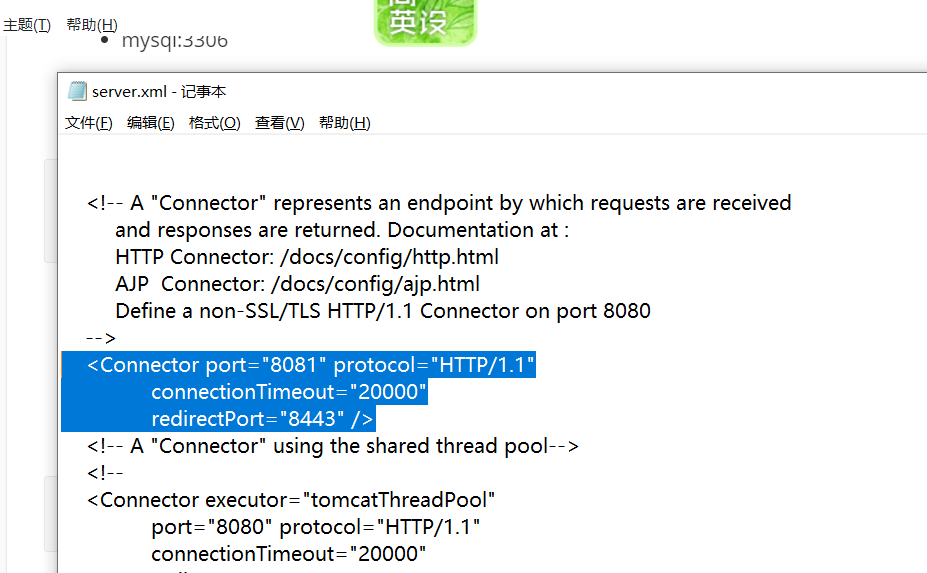 主题(T) 帮助(H)
英设
mysql:3306
server.xml - 记事本
文件(F) 编辑(E) 格式(O) 查看(V) 帮助(H)
<!-- A "Connector" represents an endpoint by which requests are received
and responses are returned. Documentation at :
HTTP Connector: /docs/config/http.html
AJP  Connector: /docs/config/ajp.html
Define a non-SSL/TLS HTTP/1.1 Connector on port 8080
-->
<Connector port="8081" protocol="HTTP/1.1"
connectionTimeout="20000"
redirectPort="8443" />
<!-- A "Connector" using the shared thread pool-->
<!--
<Connector executor="tomcatThreadPool"
port="8080" protocol="HTTP/1.1"
connectionTimeout="20000"